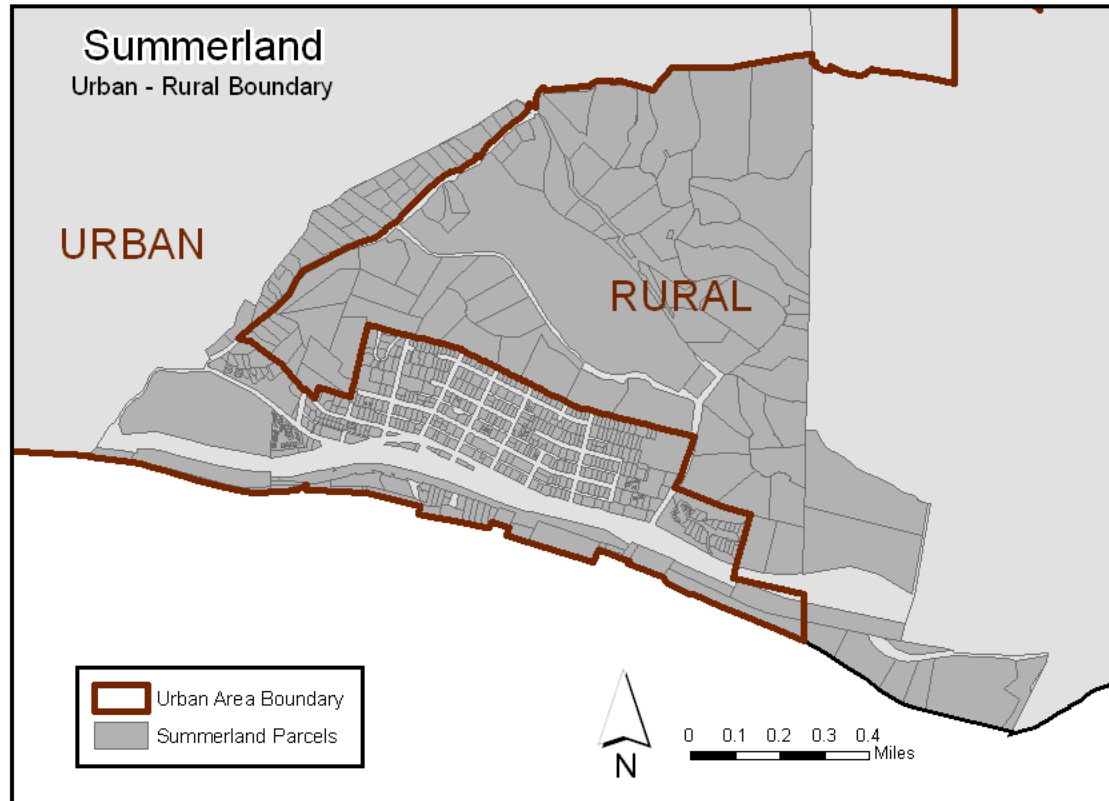 Summerland
Urban - Rural Boundary
URBAN
RURAL
Urban Area Boundary
Summerland Parcels
N
0 0.1 0.2 0.3 0.4
Miles